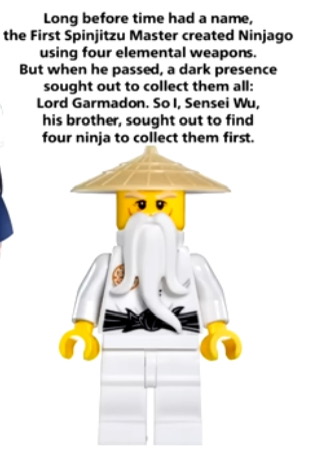 Long before time had a name,
the First Spinjitzu Master created Ninjago
using four elemental weapons.
But when he passed, a dark presence
sought out to collect them all:
Lord Garmadon. So I, Sensei Wu,
his brother, sought out to find
four ninja to collect them first.